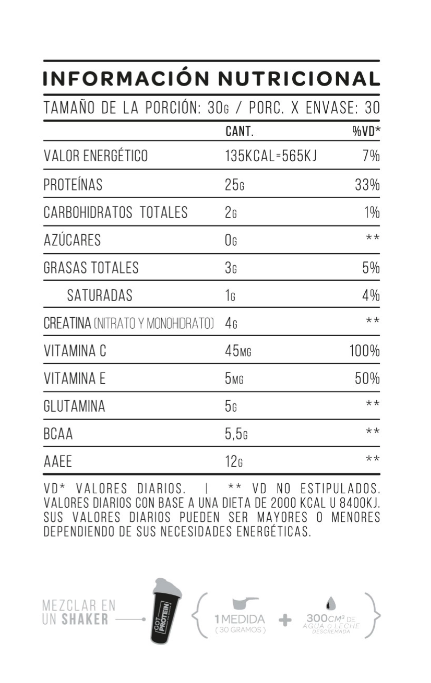 INFORMACIÓN NUTRICIONAL
TAMAÑO DE LA PORCIÓN: 30G / PORC. X ENVASE: 30
CANT. %VD*
VALOR ENERGÉTICO 135KCAL=565KJ 7%
PROTEÍNAS 25G 33%
CARBOHIDRATOS TOTALES 2G 1%
AZÚCARES 0G **
GRASAS TOTALES 3G 5%
SATURADAS 1G 4%
CREATINA (NITRATO Y MONOHIDRATO) 4G **
VITAMINA C 45MG 100%
VITAMINA E 5MG 50%
GLUTAMINA 5G **
BCAA 5,5G **
AAEE 12G **
VD* VALORES DIARIOS. | ** VD NO ESTIPULADOS.
VALORES DIARIOS CON BASE A UNA DIETA DE 2000 KCAL U 8400KJ.
SUS VALORES DIARIOS PUEDEN SER MAYORES O MENORES
DEPENDIENDO DE SUS NECESIDADES ENERGÉTICAS.
MEZCLAR EN
UN SHAKER
GOT PROTEIN
1 MEDIDA
(30 GRAMOS)
+
300CM³ DE
AGUA O LECHE
DESCREMADA